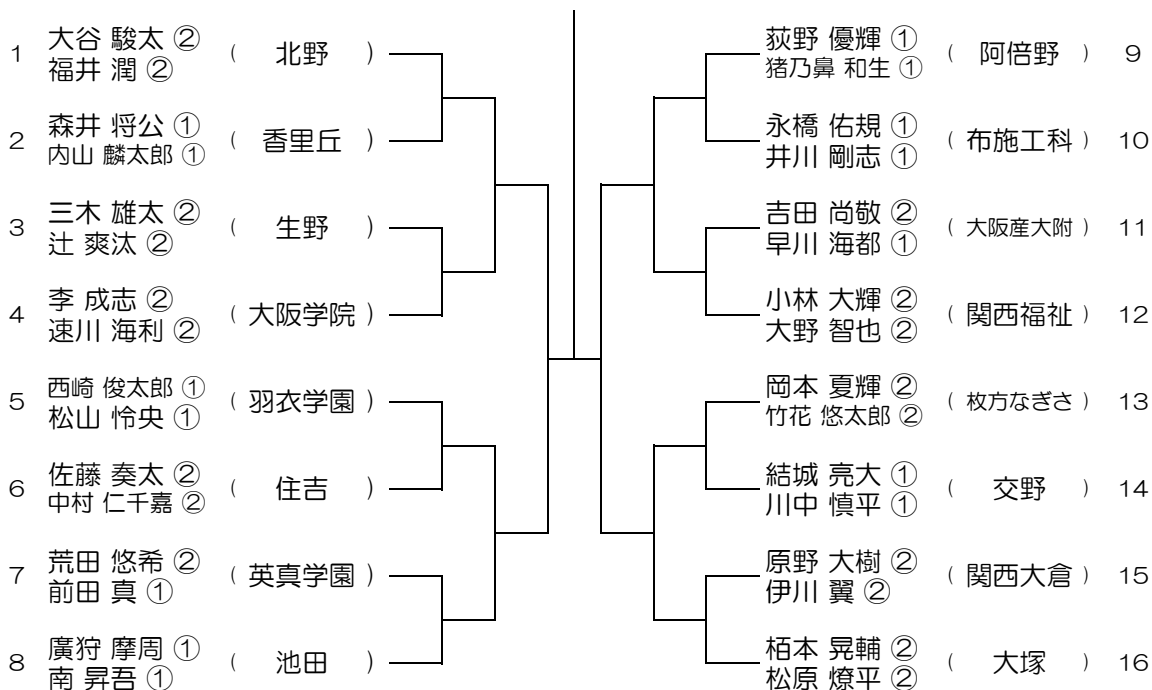 1 大谷 駿太 ② ( 北野 )
福井 潤 ②
2 森井 将公 ① ( 香里丘 )
内山 麟太郎 ①
3 三木 雄太 ② ( 生野 )
辻 爽汰 ②
4 李 成志 ② ( 大阪学院 )
速川 海利 ②
5 西崎 俊太郎 ① ( 羽衣学園 )
松山 怜央 ①
6 佐藤 奏太 ② ( 住吉 )
中村 仁千嘉 ②
7 荒田 悠希 ② ( 英真学園 )
前田 真 ①
8 廣狩 摩周 ① ( 池田 )
南 昇吾 ①
荻野 優輝 ① ( 阿倍野 ) 9
猪乃鼻 和生 ①
永橋 佑規 ① ( 布施工科 ) 10
井川 剛志 ①
吉田 尚敬 ② ( 大阪産大附 ) 11
早川 海都 ①
小林 大輝 ② ( 関西福祉 ) 12
大野 智也 ②
岡本 夏輝 ② ( 枚方なぎさ ) 13
竹花 悠太郎 ②
結城 亮大 ① ( 交野 ) 14
川中 慎平 ①
原野 大樹 ② ( 関西大倉 ) 15
伊川 翼 ②
栢本 晃輔 ② ( 大塚 ) 16
松原 燎平 ②